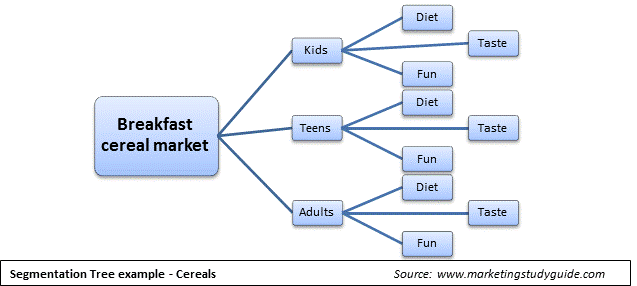 Diet
Taste
Kids
Fun
Diet
Breakfast
cereal market
Teens
Taste
Fun
Diet
Adults
Taste
Fun
Segmentation Tree example - Cereals
Source: www.marketingstudyguide.com